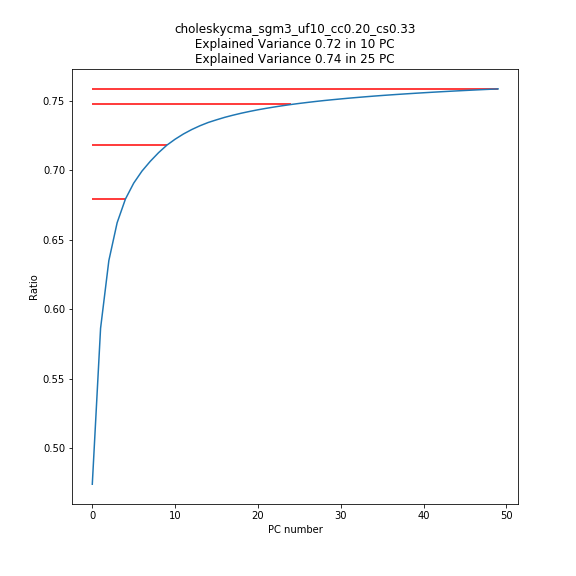 choleskycma_sgm3_uf10_cc0.20_cs0.33
Explained Variance 0.72 in 10 PC
Explained Variance 0.74 in 25 PC
0.75
0.70
0.65
0.60
0.55
0.50
Ratio
0 10 20 30 40 50
PC number